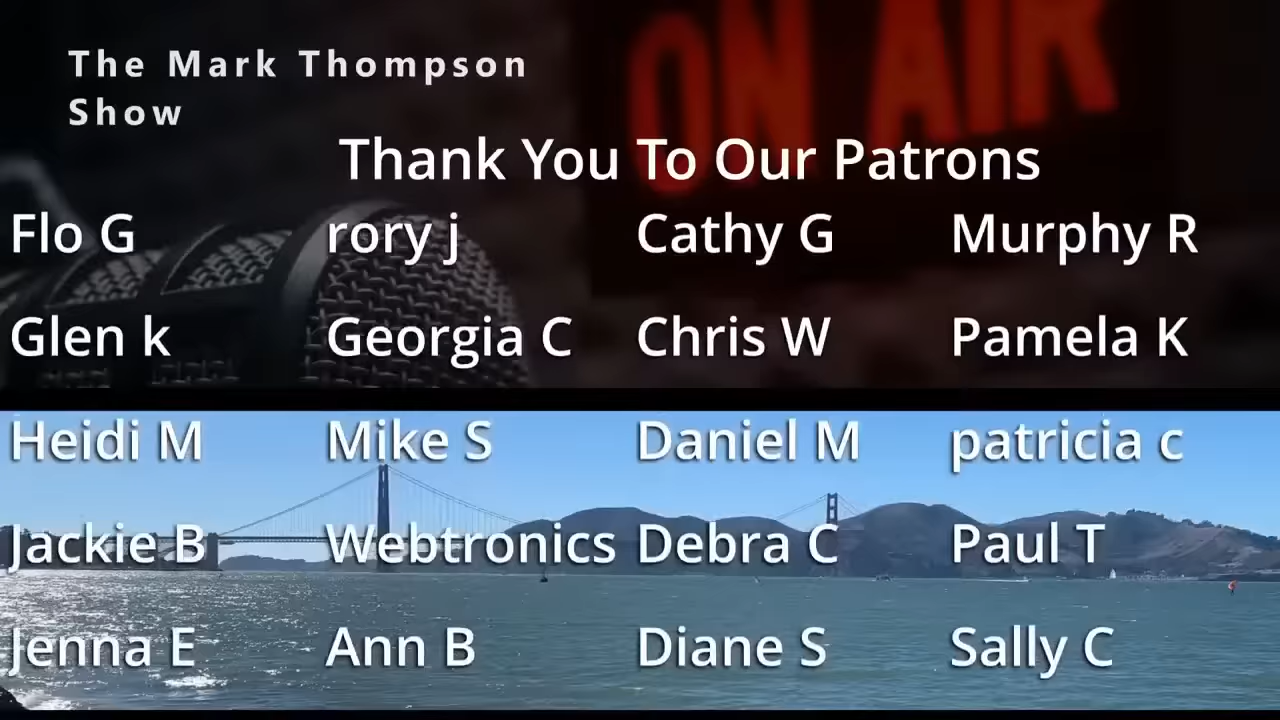 The Mark Thompson
Show
ON AIR
Thank You To Our Patrons
Flo G rory j Cathy G Murphy R
Glen k Georgia C Chris W Pamela K
Heidi M Mike S Daniel M patricia c
Jackie B Webtronics Debra C Paul T
Jenna E Ann B Diane S Sally C